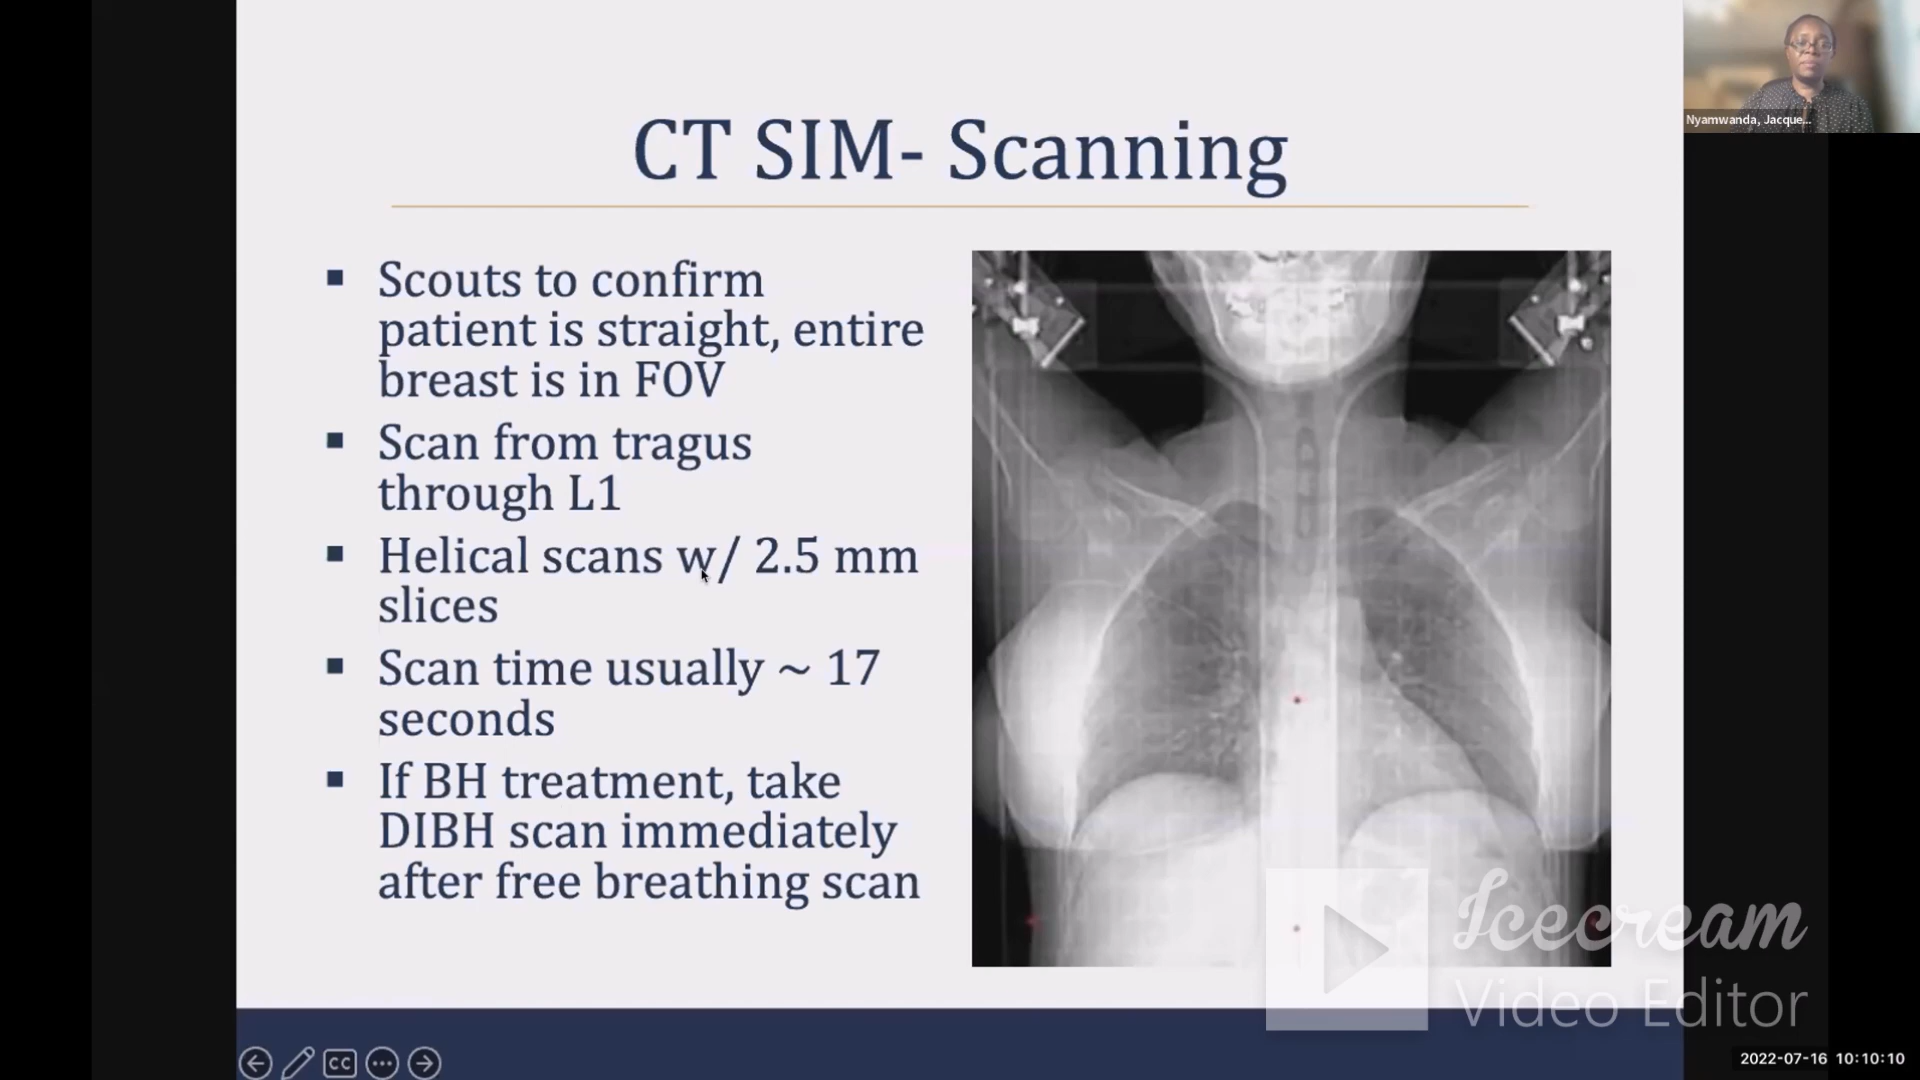 Nyamwanda, Jacque...
CT SIM- Scanning
▪ Scouts to confirm
patient is straight, entire
breast is in FOV
▪ Scan from tragus
through L1
▪ Helical scans w/ 2.5 mm
slices
▪ Scan time usually ~ 17
seconds
▪ If BH treatment, take
DIBH scan immediately
after free breathing scan
Icecream
Video Editor
CC
2022-07-16 10:10:10